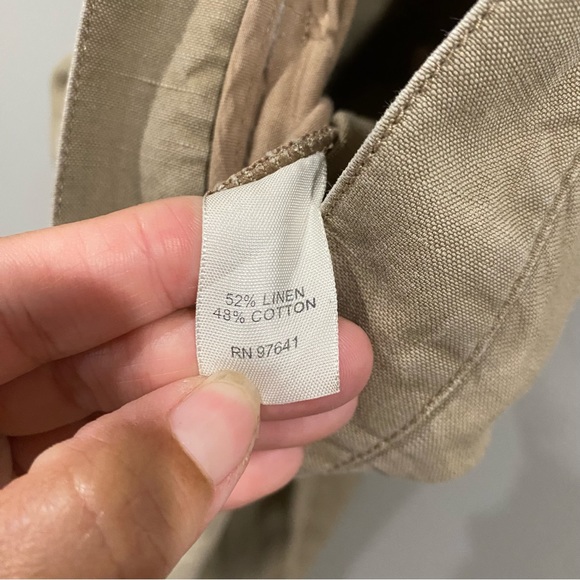 52% LINEN
48% COTTON
RN 97641